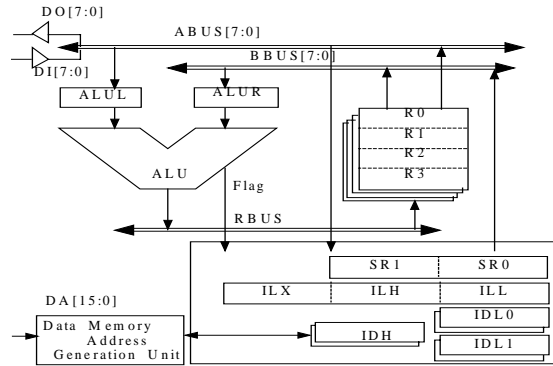 DO[7:0]
ABUS[7:0]
BBUS[7:0]
DI[7:0]
ALUL
ALUR
R0
R1
R2
R3
ALU
Flag
RBUS
SR1
SR0
ILX
ILH
ILL
DA[15:0]
IDL0
Data Memory
Address
Generation Unit
IDH
IDL1